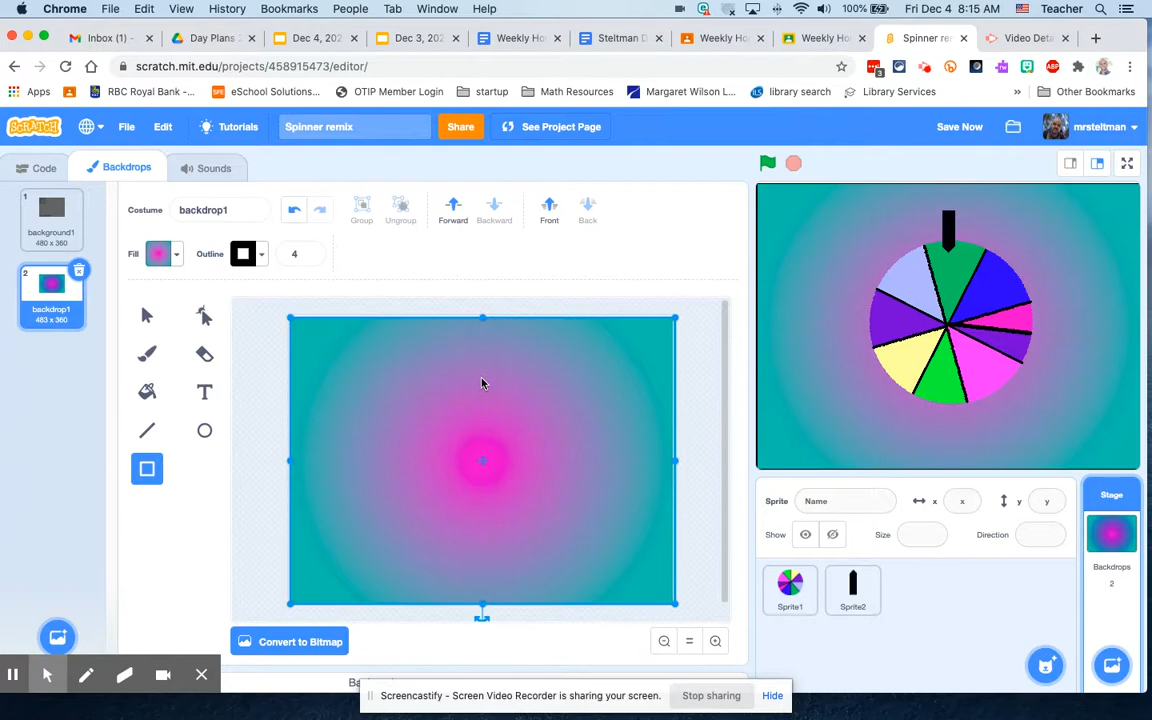 Chrome File Edit View History Bookmarks People Tab Window Help 100% Fri Dec 4 8:15 AM Teacher
Inbox (1) - Day Plans 2 Dec 4, 202 Dec 3, 202 Weekly Ho Steltman D Weekly Ho Weekly Ho Spinner rem Video Deta
scratch.mit.edu/projects/458915473/editor/
3
Apps RBC Royal Bank -... eSchool Solutions... OTIP Member Login startup Math Resources Margaret Wilson L... library search Library Services » Other Bookmarks
SCRATCH File Edit Tutorials Spinner remix Share See Project Page Save Now mrsteltman
Code Backdrops Sounds
1
background1
480 x 360
2
backdrop1
483 x 360
Costume backdrop1 Group Ungroup Forward Backward Front Back
Fill Outline 4
T
Convert to Bitmap
Sprite Name x x y y
Show Size Direction
Sprite1 Sprite2
Stage
Backdrops
2
Screencastify - Screen Video Recorder is sharing your screen. Stop sharing Hide